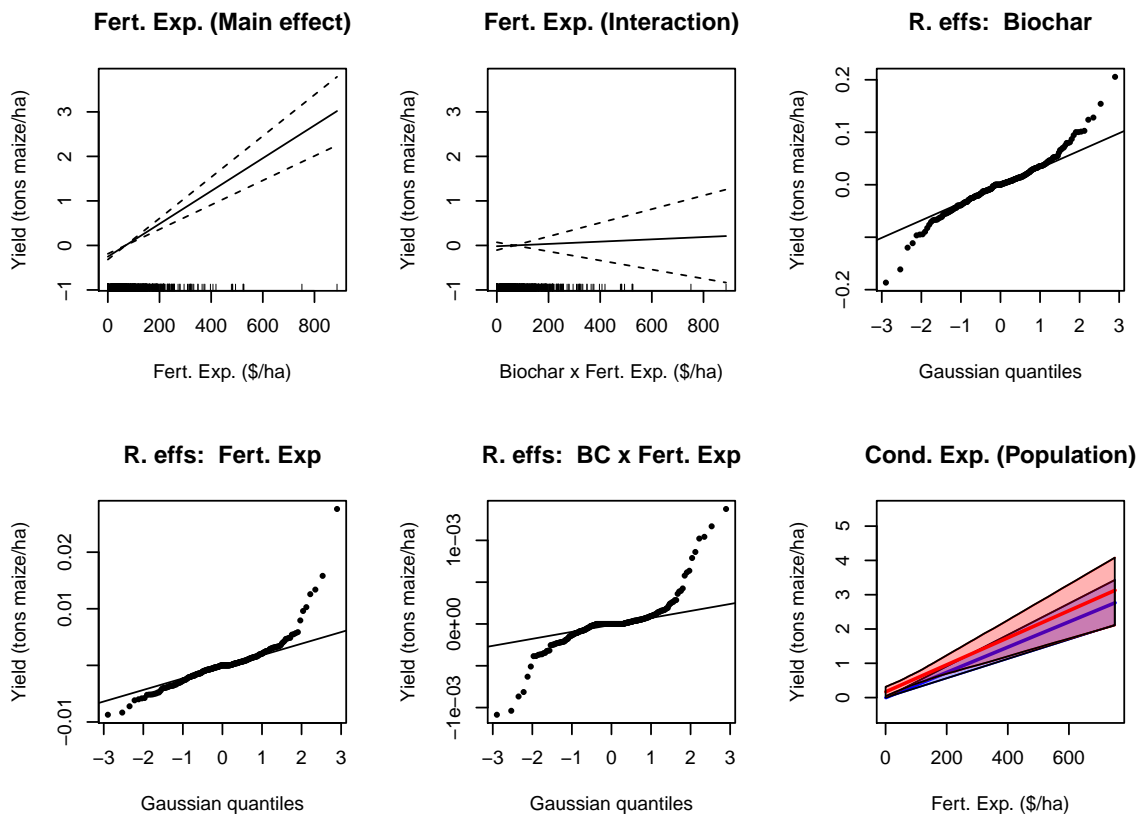 Fert. Exp. (Main effect)
Yield (tons maize/ha)
−1 0 1 2 3
0 200 400 600 800
Fert. Exp. ($/ha)
Fert. Exp. (Interaction)
Yield (tons maize/ha)
−1 0 1 2 3
0 200 400 600 800
Biochar x Fert. Exp. ($/ha)
R. effs:  Biochar
Yield (tons maize/ha)
−0.2 0.0 0.1 0.2
−3 −2 −1 0 1 2 3
Gaussian quantiles
R. effs:  Fert. Exp
Yield (tons maize/ha)
−0.01 0.01 0.02
−3 −2 −1 0 1 2 3
Gaussian quantiles
R. effs:  BC x Fert. Exp
Yield (tons maize/ha)
−1e−03 0e+00 1e−03
−3 −2 −1 0 1 2 3
Gaussian quantiles
Cond. Exp. (Population)
Yield (tons maize/ha)
0 1 2 3 4 5
0 200 400 600
Fert. Exp. ($/ha)